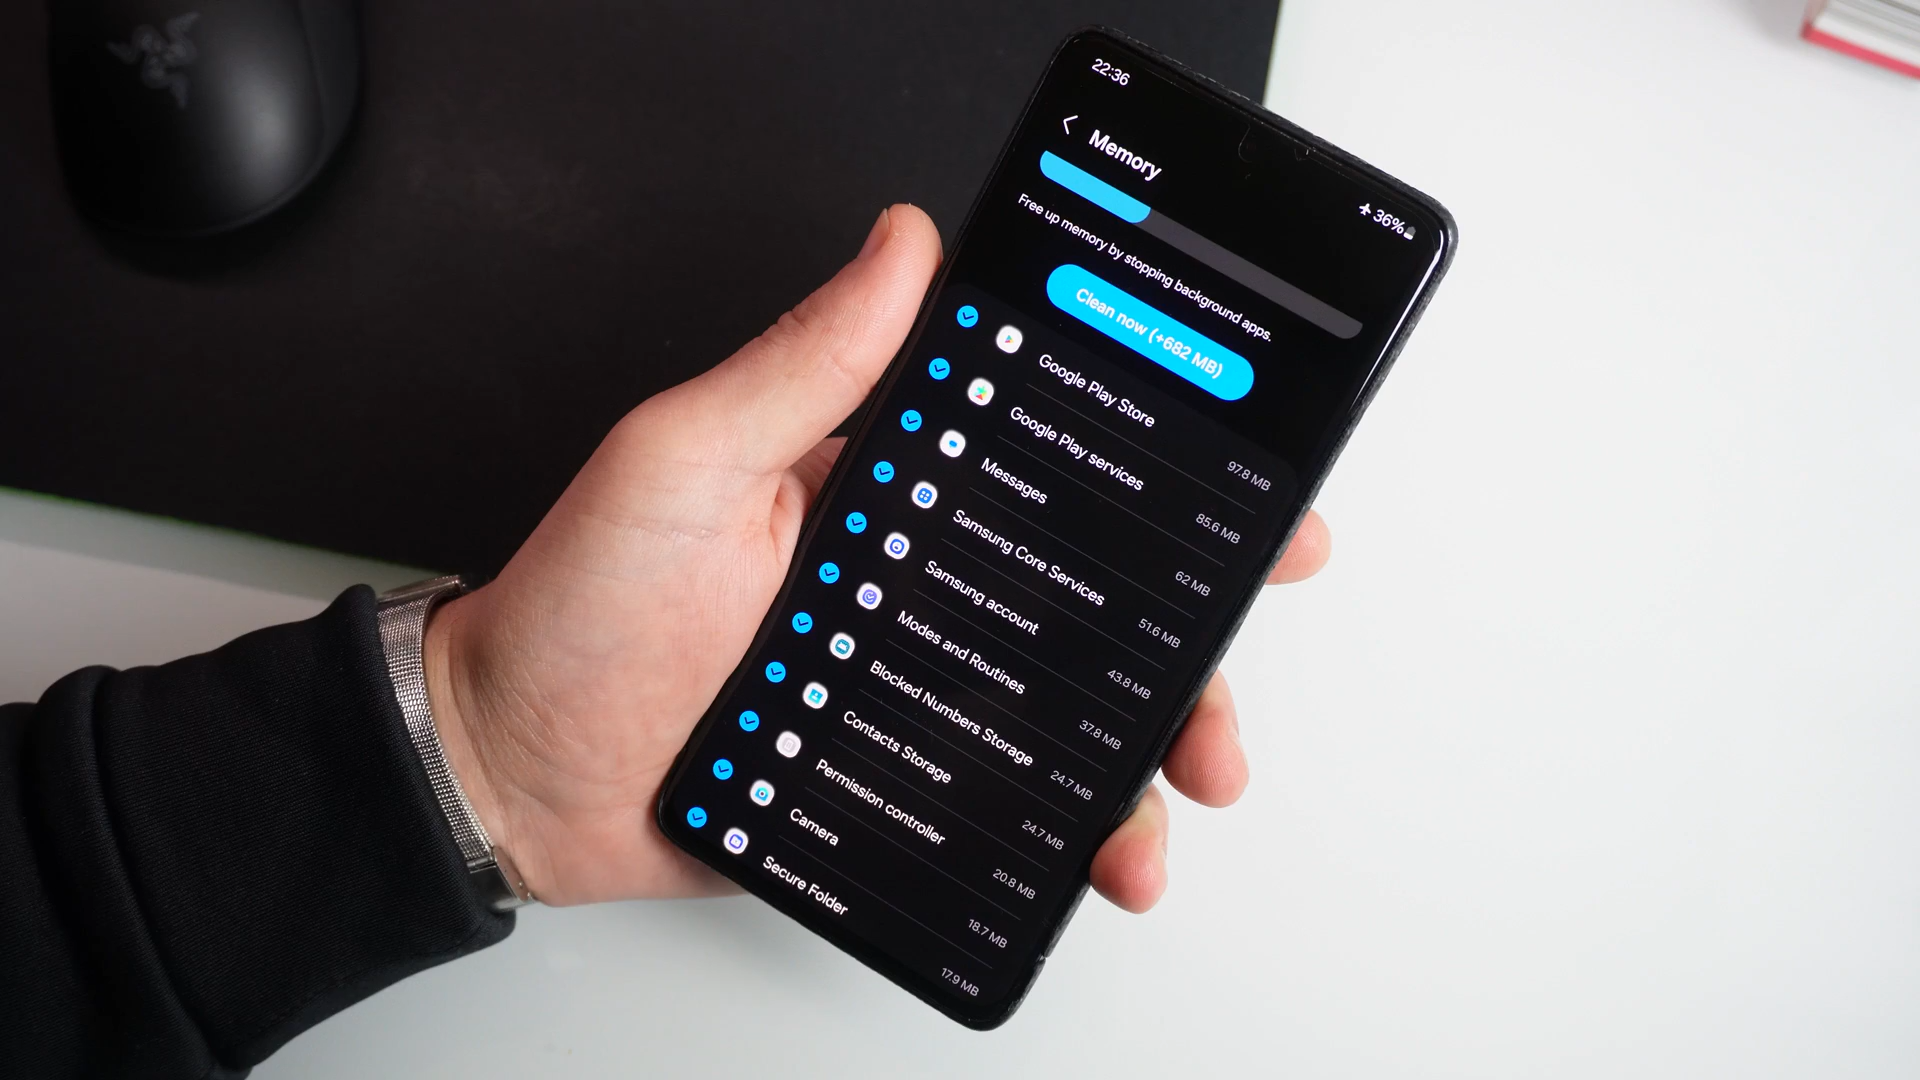 22:36
36%
Memory
Free up memory by stopping background apps.
Clean now (+682 MB)
Google Play Store
97.8 MB
Google Play services
85.6 MB
Messages
62 MB
Samsung Core Services
51.6 MB
Samsung account
43.8 MB
Modes and Routines
37.8 MB
Blocked Numbers Storage
24.7 MB
Contacts Storage
24.7 MB
Permission controller
20.8 MB
Camera
18.7 MB
Secure Folder
17.9 MB